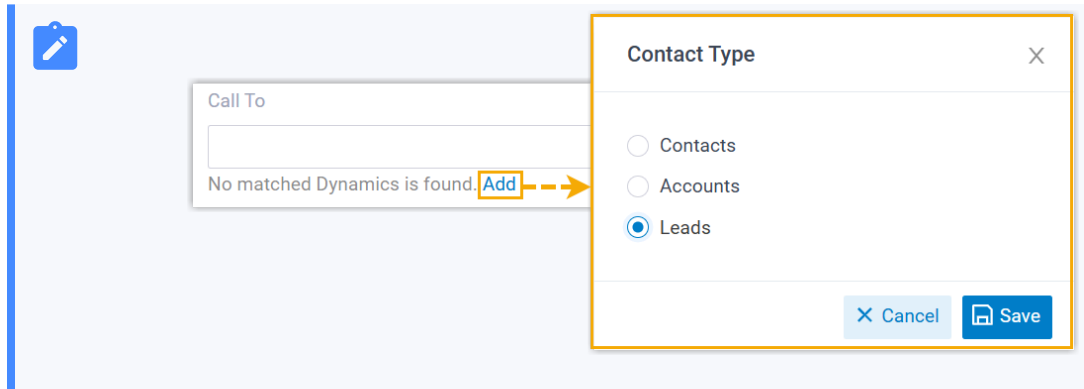 Call To
No matched Dynamics is found. Add
Contact Type
Contacts
Accounts
Leads
Cancel
Save